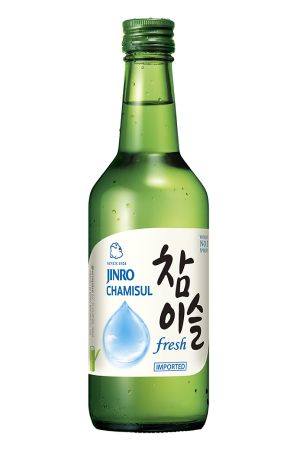 SINCE 1924
JINRO
CHAMISUL
참
이슬
fresh
IMPORTED